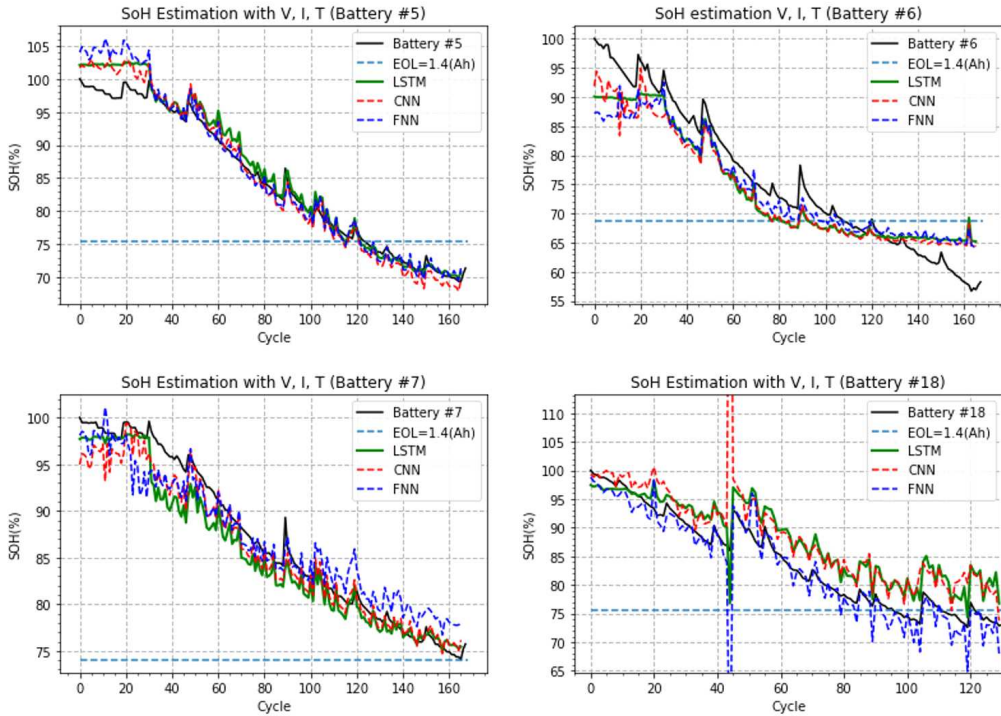 SoH Estimation with V, I, T (Battery #5)
105
100
95
90
85
80
75
70
SOH(%)
0 20 40 60 80 100 120 140 160
Cycle
Battery #5
EOL=1.4(Ah)
LSTM
CNN
FNN
SoH estimation V, I, T (Battery #6)
100
95
90
85
80
75
70
65
60
55
SOH(%)
0 20 40 60 80 100 120 140 160
Cycle
Battery #6
EOL=1.4(Ah)
LSTM
CNN
FNN
SoH Estimation with V, I, T (Battery #7)
100
95
90
85
80
75
SOH(%)
0 20 40 60 80 100 120 140 160
Cycle
Battery #7
EOL=1.4(Ah)
LSTM
CNN
FNN
SoH Estimation with V, I, T (Battery #18)
110
105
100
95
90
85
80
75
70
65
SOH(%)
0 20 40 60 80 100 120
Cycle
Battery #18
EOL=1.4(Ah)
LSTM
CNN
FNN